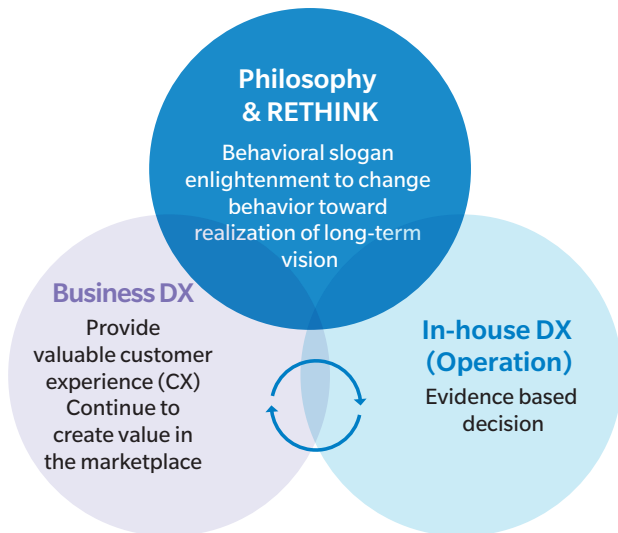 Philosophy
& RETHINK
Behavioral slogan
enlightenment to change
behavior toward
realization of long-term
vision
Business DX
Provide
valuable customer
experience (CX)
Continue to
create value in
the marketplace
In-house DX
(Operation)
Evidence based
decision